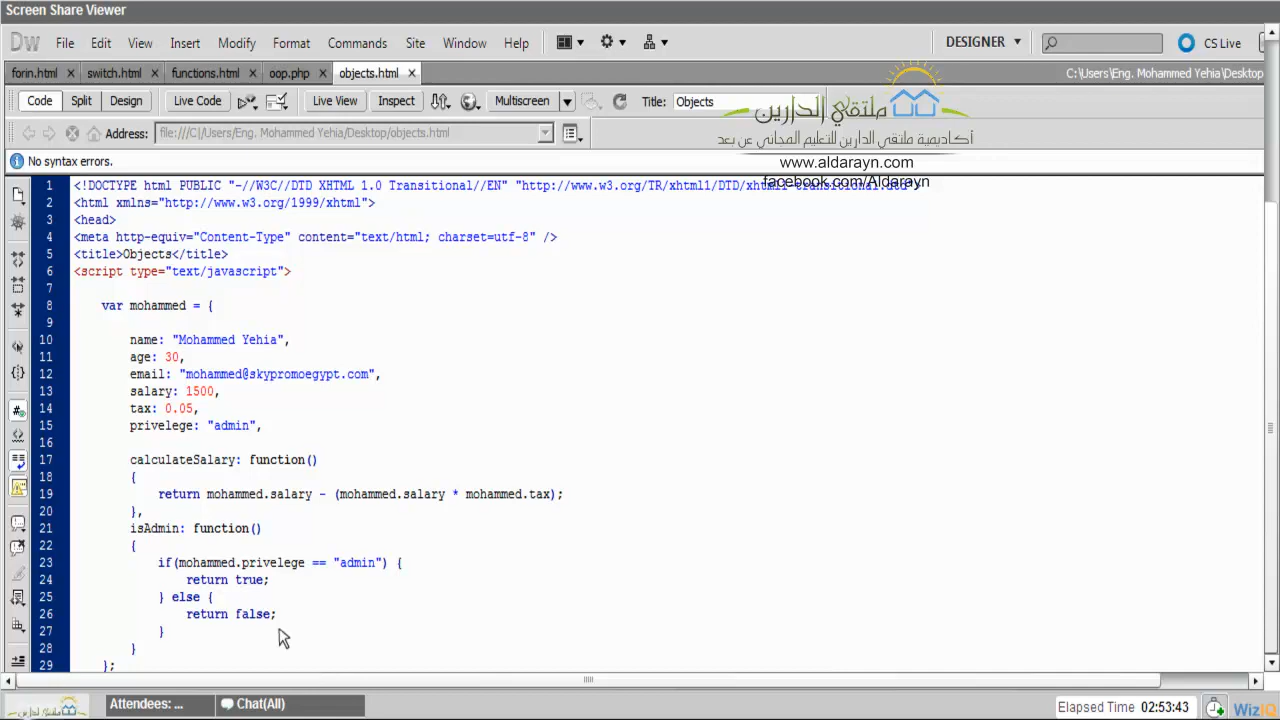 Screen Share Viewer
Dw File Edit View Insert Modify Format Commands Site Window Help DESIGNER CS Live
forin.html switch.html functions.html oop.php objects.html C:\Users\Eng. Mohammed Yehia\Desktop
Code Split Design Live Code Live View Inspect Multiscreen Title: Objects
ملتقي الدارين
أكاديمية ملتقي الدارين للتعليم المجاني عن بعد
Address: file:///C|/Users/Eng. Mohammed Yehia/Desktop/objects.html
www.aldarayn.com
No syntax errors.
facebook.com/Aldarayn
1 <!DOCTYPE html PUBLIC "-//W3C//DTD XHTML 1.0 Transitional//EN" "http://www.w3.org/TR/xhtml1/DTD/
2 <html xmlns="http://www.w3.org/1999/xhtml">
3 <head>
4 <meta http-equiv="Content-Type" content="text/html; charset=utf-8" />
5 <title>Objects</title>
6 <script type="text/javascript">
7
8 var mohammed = {
9
10 name: "Mohammed Yehia",
11 age: 30,
12 email: "mohammed@skypromoegypt.com",
13 salary: 1500,
14 tax: 0.05,
15 privelege: "admin",
16
17 calculateSalary: function()
18 {
19 return mohammed.salary - (mohammed.salary * mohammed.tax);
20 },
21 isAdmin: function()
22 {
23 if(mohammed.privelege == "admin") {
24 return true;
25 } else {
26 return false;
27 }
28 }
29 };
Attendees: ... Chat(All) Elapsed Time 02:53:43 WizIQ